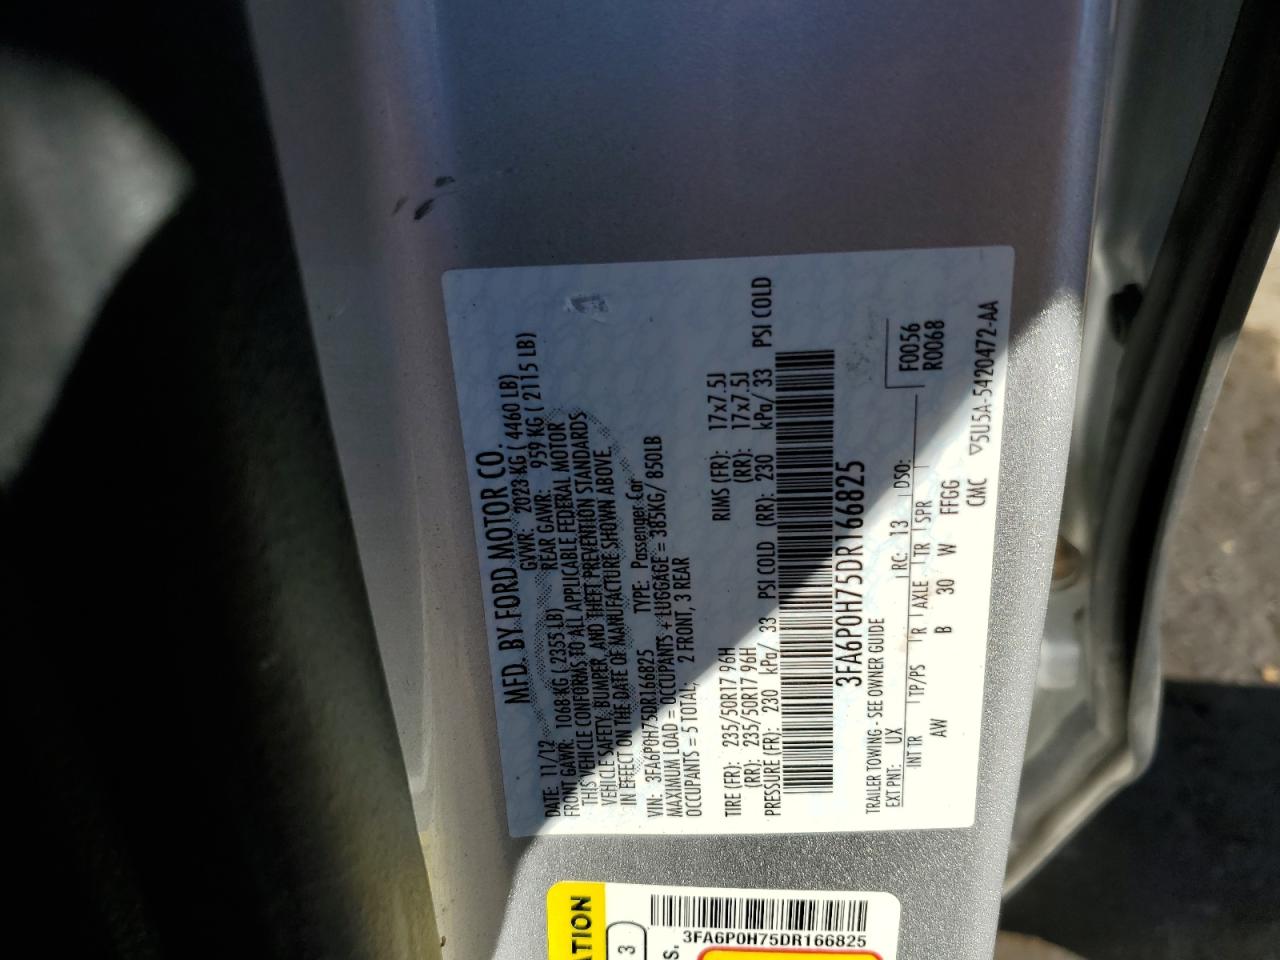 MFD. BY FORD MOTOR CO.
DATE: 11/12 GVWR: 2023 KG ( 4460 LB)
FRONT GAWR: 1068 KG ( 2355 LB) REAR GAWR: 959 KG ( 2115 LB)
THIS VEHICLE CONFORMS TO ALL APPLICABLE FEDERAL MOTOR
VEHICLE SAFETY, BUMPER, AND THEFT PREVENTION STANDARDS
IN EFFECT ON THE DATE OF MANUFACTURE SHOWN ABOVE.
VIN: 3FA6P0H75DR166825 TYPE: Passenger Car
MAXIMUM LOAD = OCCUPANTS + LUGGAGE = 385KG/ 850LB
OCCUPANTS = 5 TOTAL: 2 FRONT, 3 REAR
TIRE (FR): 235/50R17 96H RIMS (FR): 17x7.5J
(RR): 235/50R17 96H (RR): 17x7.5J
PRESSURE (FR): 230 kPa/ 33 PSI COLD (RR): 230 kPa/ 33 PSI COLD
3FA6P0H75DR166825
TRAILER TOWING - SEE OWNER GUIDE
F0056
EXT PNT: UX RC: 13 DSO: R0068
INT TR TP/PS R AXLE TR SPR
AW B 30 W FFGG
CMC ▽5U5A-5420472-AA
3FA6P0H75DR166825
ATION
3
S.